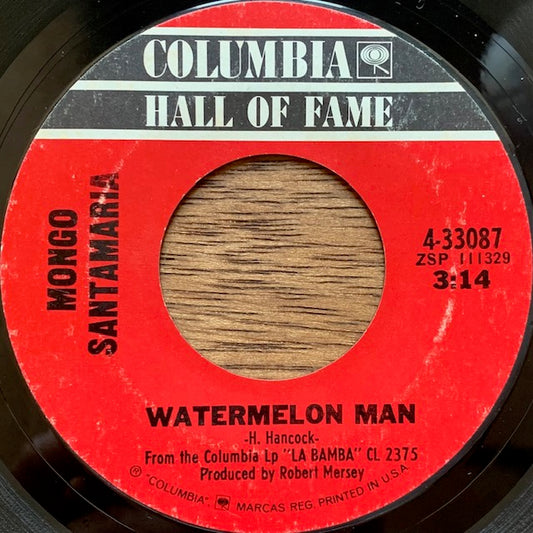 COLUMBIA
HALL OF FAME
MONGO
SANTAMARIA
4-33087
ZSP 111329
3:14
WATERMELON MAN
-H. Hancock-
From the Columbia Lp "LA BAMBA" CL 2375
Produced by Robert Mersey
® "COLUMBIA", MARCAS REG. PRINTED IN U.S.A.